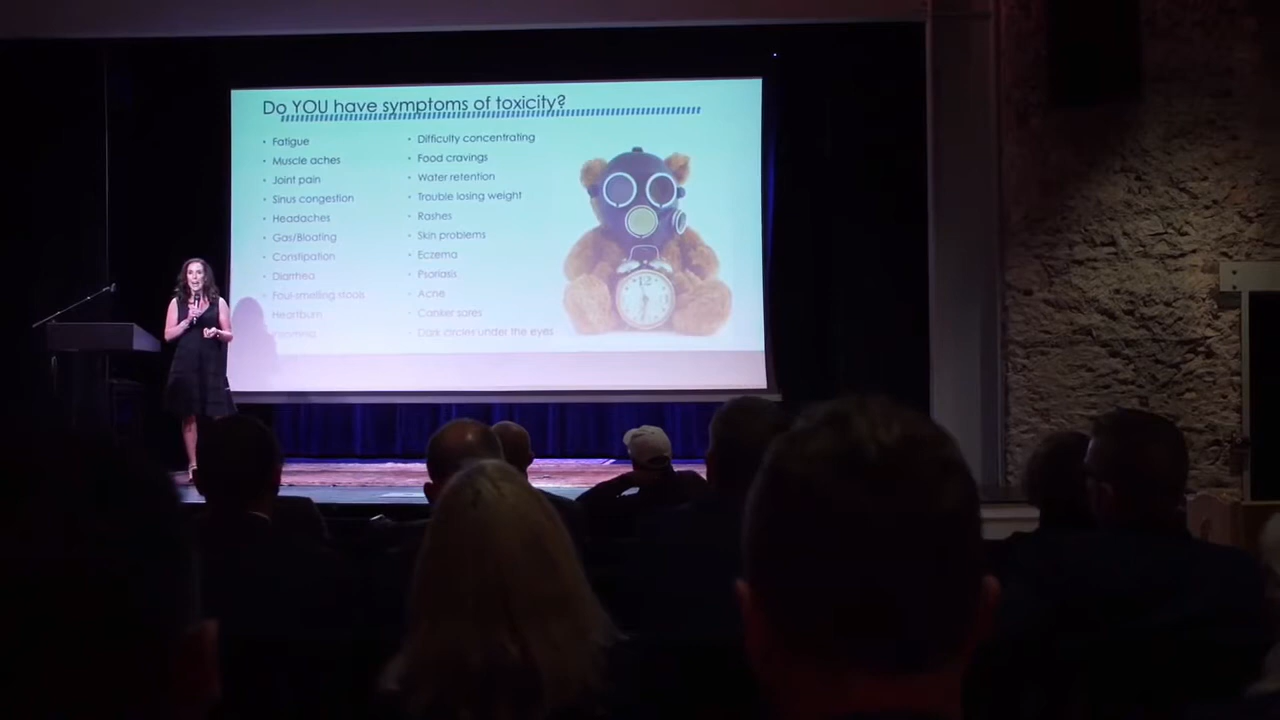 Do YOU have symptoms of toxicity?
Fatigue
Muscle aches
Joint pain
Sinus congestion
Headaches
Gas/Bloating
Constipation
Diarrhea
Foul-smelling stools
Heartburn
Difficulty concentrating
Food cravings
Water retention
Trouble losing weight
Rashes
Skin problems
Eczema
Psoriasis
Acne
Canker sores
Dark circles under the eyes
12